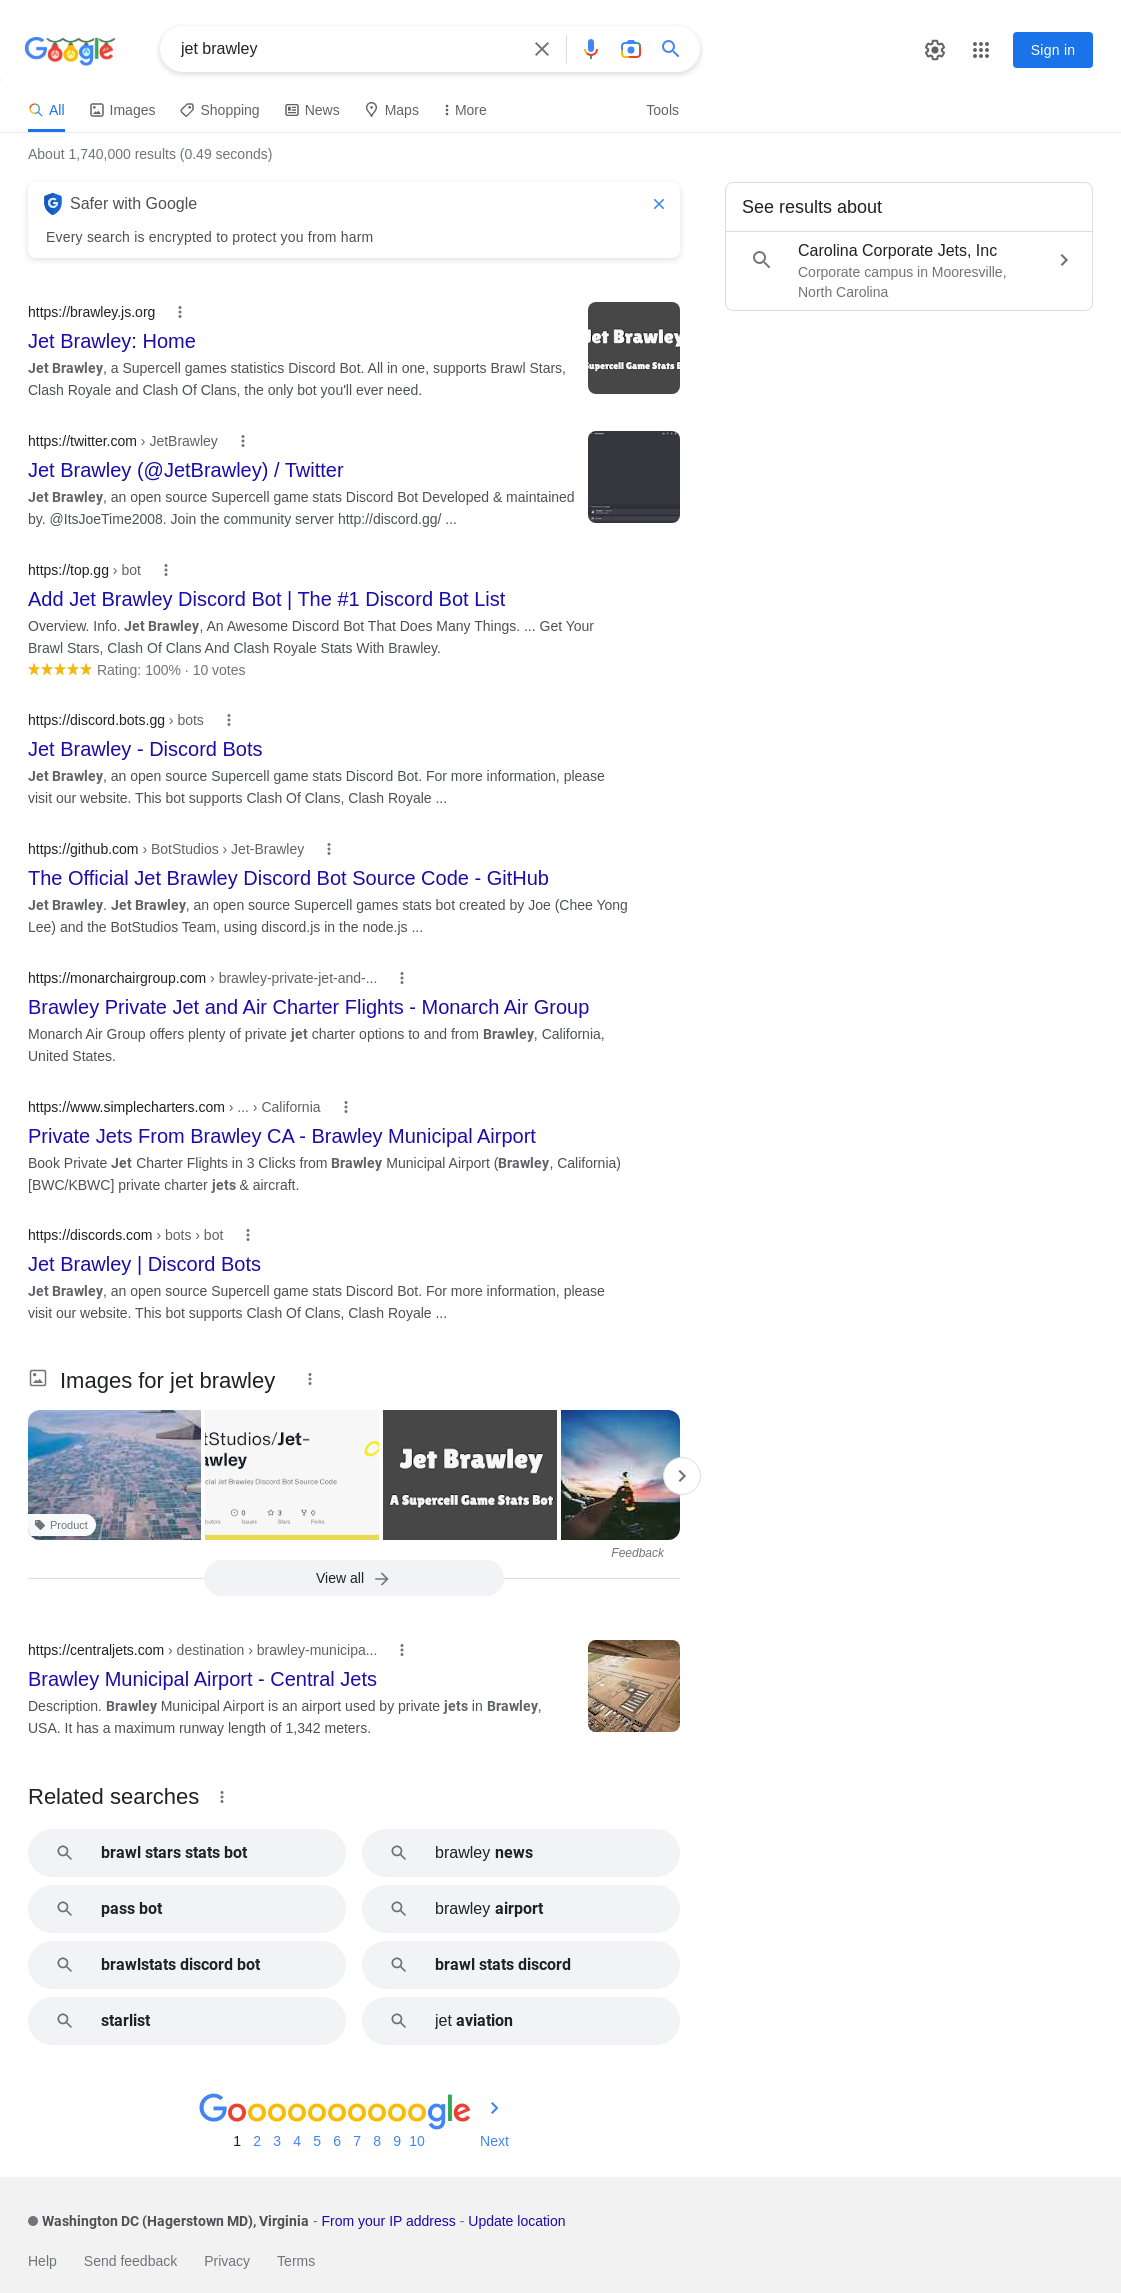 Google
jet brawley
Sign in
All
Images
Shopping
News
Maps
More
Tools
About 1,740,000 results (0.49 seconds)
Safer with Google
Every search is encrypted to protect you from harm
See results about
Carolina Corporate Jets, Inc
Corporate campus in Mooresville,
North Carolina
https://brawley.js.org
Jet Brawley: Home
Jet Brawley, a Supercell games statistics Discord Bot. All in one, supports Brawl Stars,
Clash Royale and Clash Of Clans, the only bot you'll ever need.
Jet Brawley
Supercell Game Stats B
https://twitter.com › JetBrawley
Jet Brawley (@JetBrawley) / Twitter
Jet Brawley, an open source Supercell game stats Discord Bot Developed & maintained
by. @ItsJoeTime2008. Join the community server http://discord.gg/ ...
https://top.gg › bot
Add Jet Brawley Discord Bot | The #1 Discord Bot List
Overview. Info. Jet Brawley, An Awesome Discord Bot That Does Many Things. ... Get Your
Brawl Stars, Clash Of Clans And Clash Royale Stats With Brawley.
Rating: 100% · 10 votes
https://discord.bots.gg › bots
Jet Brawley - Discord Bots
Jet Brawley, an open source Supercell game stats Discord Bot. For more information, please
visit our website. This bot supports Clash Of Clans, Clash Royale ...
https://github.com › BotStudios › Jet-Brawley
The Official Jet Brawley Discord Bot Source Code - GitHub
Jet Brawley. Jet Brawley, an open source Supercell games stats bot created by Joe (Chee Yong
Lee) and the BotStudios Team, using discord.js in the node.js ...
https://monarchairgroup.com › brawley-private-jet-and-...
Brawley Private Jet and Air Charter Flights - Monarch Air Group
Monarch Air Group offers plenty of private jet charter options to and from Brawley, California,
United States.
https://www.simplecharters.com › ... › California
Private Jets From Brawley CA - Brawley Municipal Airport
Book Private Jet Charter Flights in 3 Clicks from Brawley Municipal Airport (Brawley, California)
[BWC/KBWC] private charter jets & aircraft.
https://discords.com › bots › bot
Jet Brawley | Discord Bots
Jet Brawley, an open source Supercell game stats Discord Bot. For more information, please
visit our website. This bot supports Clash Of Clans, Clash Royale ...
Images for jet brawley
Product
tStudios/Jet-
awley
cial Jet Brawley Discord Bot Source Code
0 3 0
utors Issues Stars Forks
Jet Brawley
A Supercell Game Stats Bot
Feedback
View all
https://centraljets.com › destination › brawley-municipa...
Brawley Municipal Airport - Central Jets
Description. Brawley Municipal Airport is an airport used by private jets in Brawley,
USA. It has a maximum runway length of 1,342 meters.
Related searches
brawl stars stats bot
brawley news
pass bot
brawley airport
brawlstats discord bot
brawl stats discord
starlist
jet aviation
Goooooooooogle
1 2 3 4 5 6 7 8 9 10 Next
Washington DC (Hagerstown MD), Virginia - From your IP address - Update location
Help Send feedback Privacy Terms